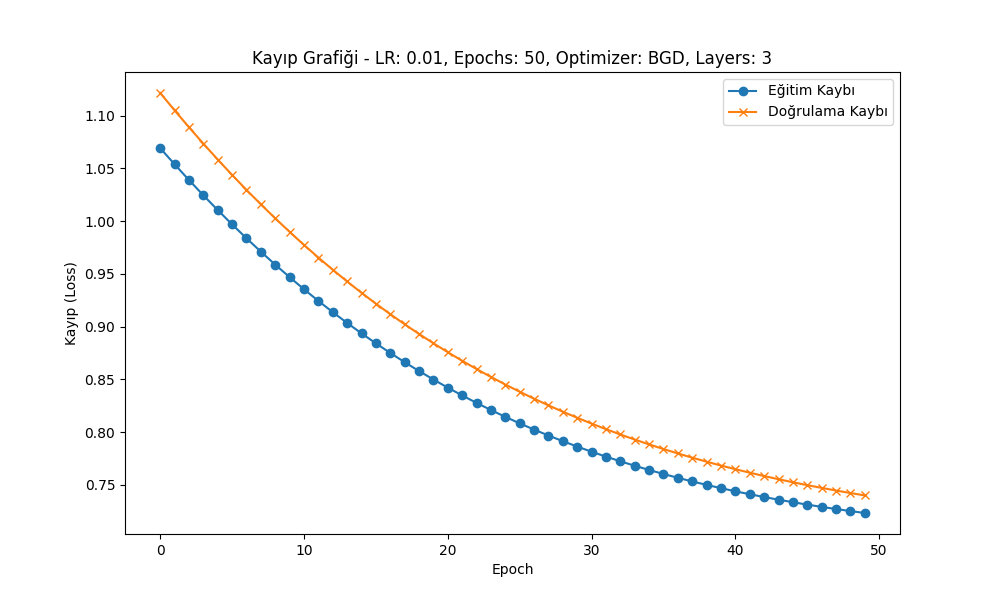 Kayıp Grafiği - LR: 0.01, Epochs: 50, Optimizer: BGD, Layers: 3
Eğitim Kaybı
Doğrulama Kaybı
Kayıp (Loss)
1.10
1.05
1.00
0.95
0.90
0.85
0.80
0.75
0 10 20 30 40 50
Epoch